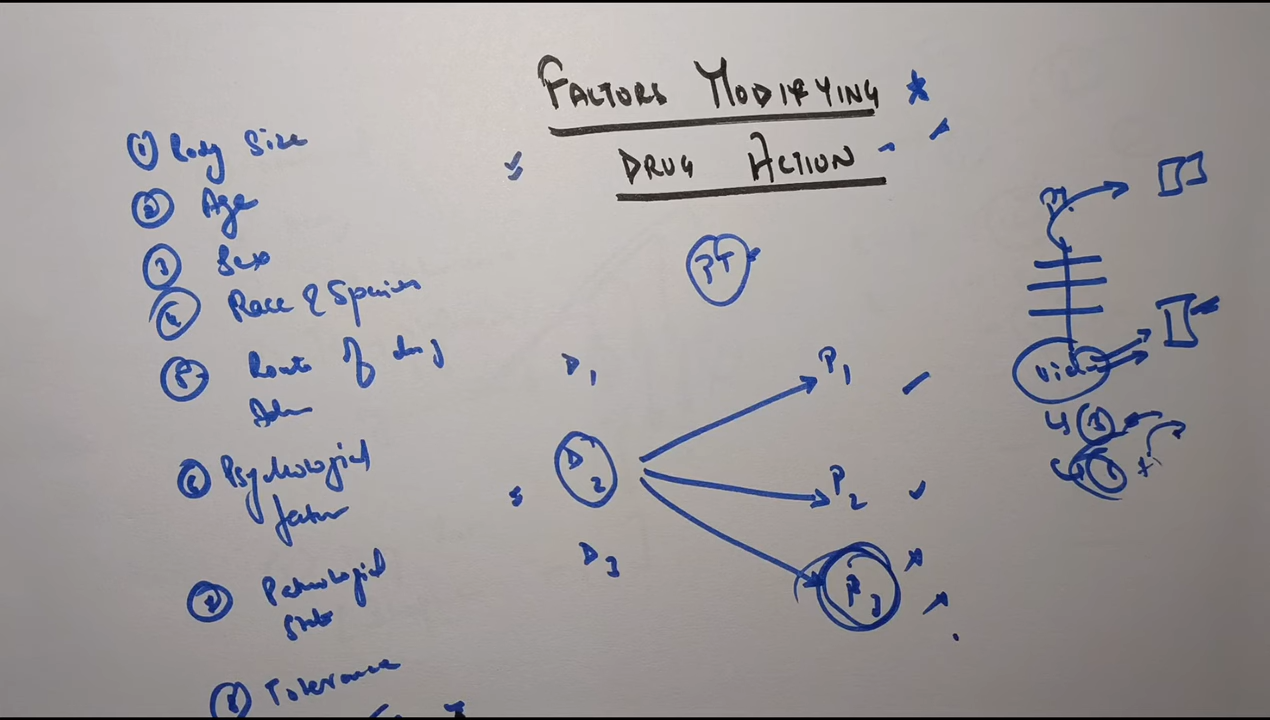 FACTORS MODIFYING
DRUG ACTION
① Body Size
② Age
③ Sex
④ Race & Species
⑤ Route of drug
Adm
⑥ Psychological
factor
⑦ Pathological
State
⑧ Tolerance
PT
D1
D2
D3
P1
P2
P3